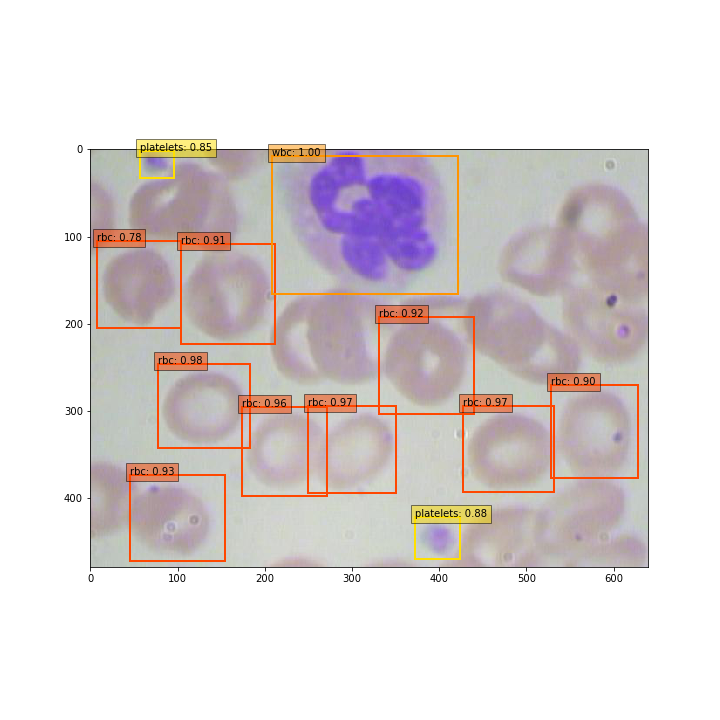 platelets: 0.85
wbc: 1.00
rbc: 0.78
rbc: 0.91
rbc: 0.92
rbc: 0.98
rbc: 0.96
rbc: 0.97
rbc: 0.97
rbc: 0.90
rbc: 0.93
platelets: 0.88
0
100
200
300
400
0 100 200 300 400 500 600